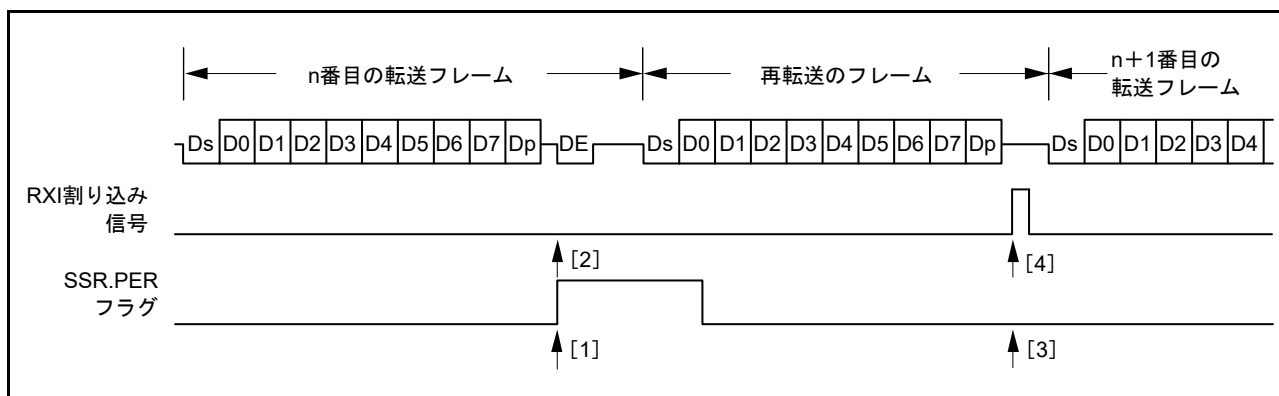 n番目の転送フレーム
再転送のフレーム
n+1番目の
転送フレーム
Ds D0 D1 D2 D3 D4 D5 D6 D7 Dp DE Ds D0 D1 D2 D3 D4 D5 D6 D7 Dp Ds D0 D1 D2 D3 D4
RXI割り込み
信号
[2] [4]
SSR.PER
フラグ
[1] [3]